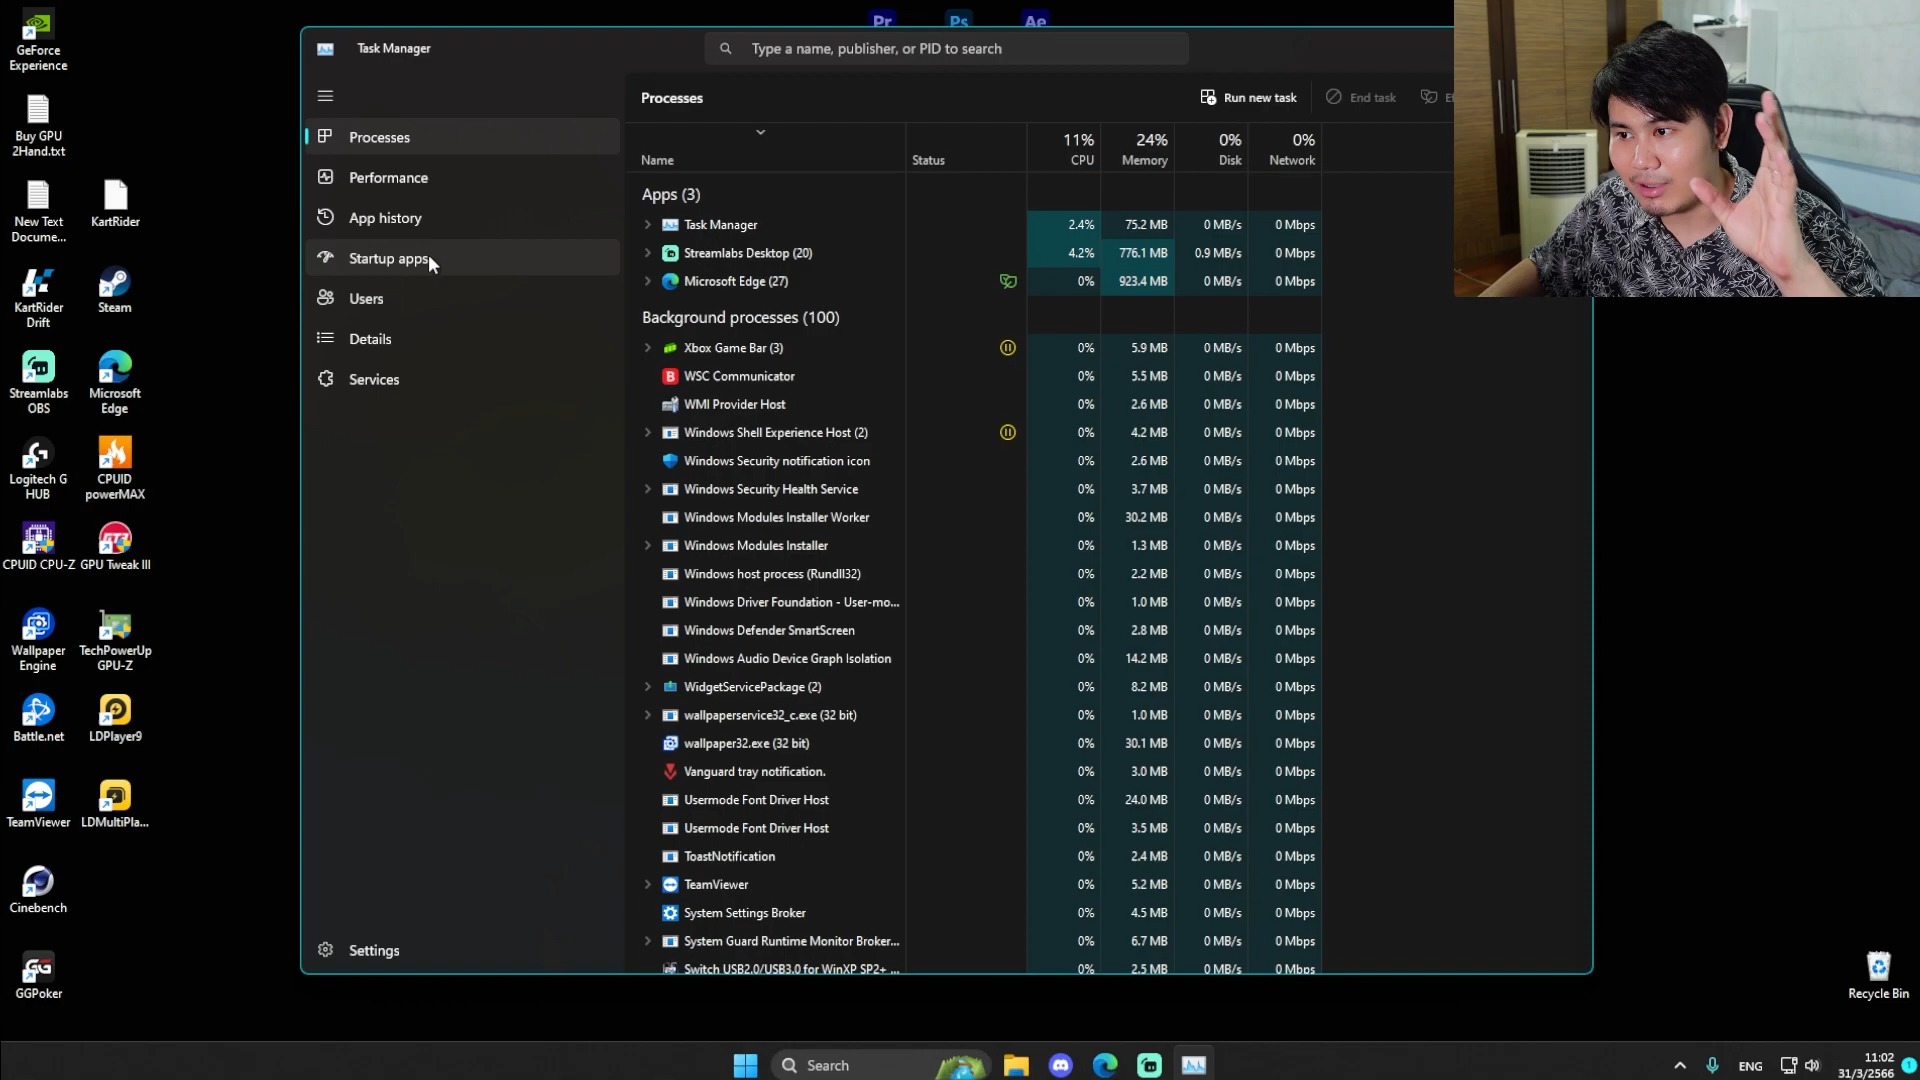 GeForce
Experience
Buy GPU
2Hand.txt
New Text
Docume...
KartRider
KartRider
Drift
Steam
Streamlabs
OBS
Microsoft
Edge
Logitech G
HUB
CPUID
powerMAX
CPUID CPU-Z
GPU Tweak III
Wallpaper
Engine
TechPowerUp
GPU-Z
Battle.net
LDPlayer9
TeamViewer
LDMultiPla...
Cinebench
GGPoker
Pr
Ps
Ae
Task Manager
Type a name, publisher, or PID to search
Processes
Performance
App history
Startup apps
Users
Details
Services
Settings
Processes
Run new task
End task
Ef
Name
Status
11%
CPU
24%
Memory
0%
Disk
0%
Network
Apps (3)
Task Manager 2.4% 75.2 MB 0 MB/s 0 Mbps
Streamlabs Desktop (20) 4.2% 776.1 MB 0.9 MB/s 0 Mbps
Microsoft Edge (27) 0% 923.4 MB 0 MB/s 0 Mbps
Background processes (100)
Xbox Game Bar (3) 0% 5.9 MB 0 MB/s 0 Mbps
WSC Communicator 0% 5.5 MB 0 MB/s 0 Mbps
WMI Provider Host 0% 2.6 MB 0 MB/s 0 Mbps
Windows Shell Experience Host (2) 0% 4.2 MB 0 MB/s 0 Mbps
Windows Security notification icon 0% 2.6 MB 0 MB/s 0 Mbps
Windows Security Health Service 0% 3.7 MB 0 MB/s 0 Mbps
Windows Modules Installer Worker 0% 30.2 MB 0 MB/s 0 Mbps
Windows Modules Installer 0% 1.3 MB 0 MB/s 0 Mbps
Windows host process (Rundll32) 0% 2.2 MB 0 MB/s 0 Mbps
Windows Driver Foundation - User-mo... 0% 1.0 MB 0 MB/s 0 Mbps
Windows Defender SmartScreen 0% 2.8 MB 0 MB/s 0 Mbps
Windows Audio Device Graph Isolation 0% 14.2 MB 0 MB/s 0 Mbps
WidgetServicePackage (2) 0% 8.2 MB 0 MB/s 0 Mbps
wallpaperservice32_c.exe (32 bit) 0% 1.0 MB 0 MB/s 0 Mbps
wallpaper32.exe (32 bit) 0% 30.1 MB 0 MB/s 0 Mbps
Vanguard tray notification. 0% 3.0 MB 0 MB/s 0 Mbps
Usermode Font Driver Host 0% 24.0 MB 0 MB/s 0 Mbps
Usermode Font Driver Host 0% 3.5 MB 0 MB/s 0 Mbps
ToastNotification 0% 2.4 MB 0 MB/s 0 Mbps
TeamViewer 0% 5.2 MB 0 MB/s 0 Mbps
System Settings Broker 0% 4.5 MB 0 MB/s 0 Mbps
System Guard Runtime Monitor Broker... 0% 6.7 MB 0 MB/s 0 Mbps
Switch USB2.0/USB3.0 for WinXP SP2+ ... 0% 2.5 MB 0 MB/s 0 Mbps
Recycle Bin
Search
ENG
11:02
31/3/2566
1